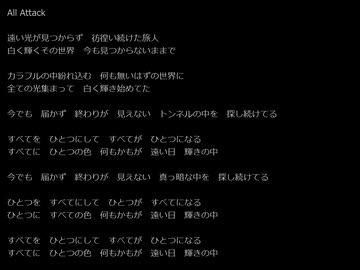 All Attack
遠い光が見つからず　彷徨い続けた旅人
白く輝くその世界　今も見つからないままで
カラフルの中紛れ込む　何も無いはずの世界に
全ての光集まって　白く輝き始めてた
今でも　届かず　終わりが　見えない　トンネルの中を　探し続けてる
すべてを　ひとつにして　すべてが　ひとつになる
すべてに　ひとつの色　何もかもが　遠い日　輝きの中
今でも　届かず　終わりが　見えない　真っ暗な中を　探し続けてる
ひとつを　すべてにして　ひとつが　すべてになる
ひとつに　すべての色　何もかもが　遠い日　輝きの中
すべてを　ひとつにして　すべてが　ひとつになる
すべてに　ひとつの色　何もかもが　遠い日　輝きの中